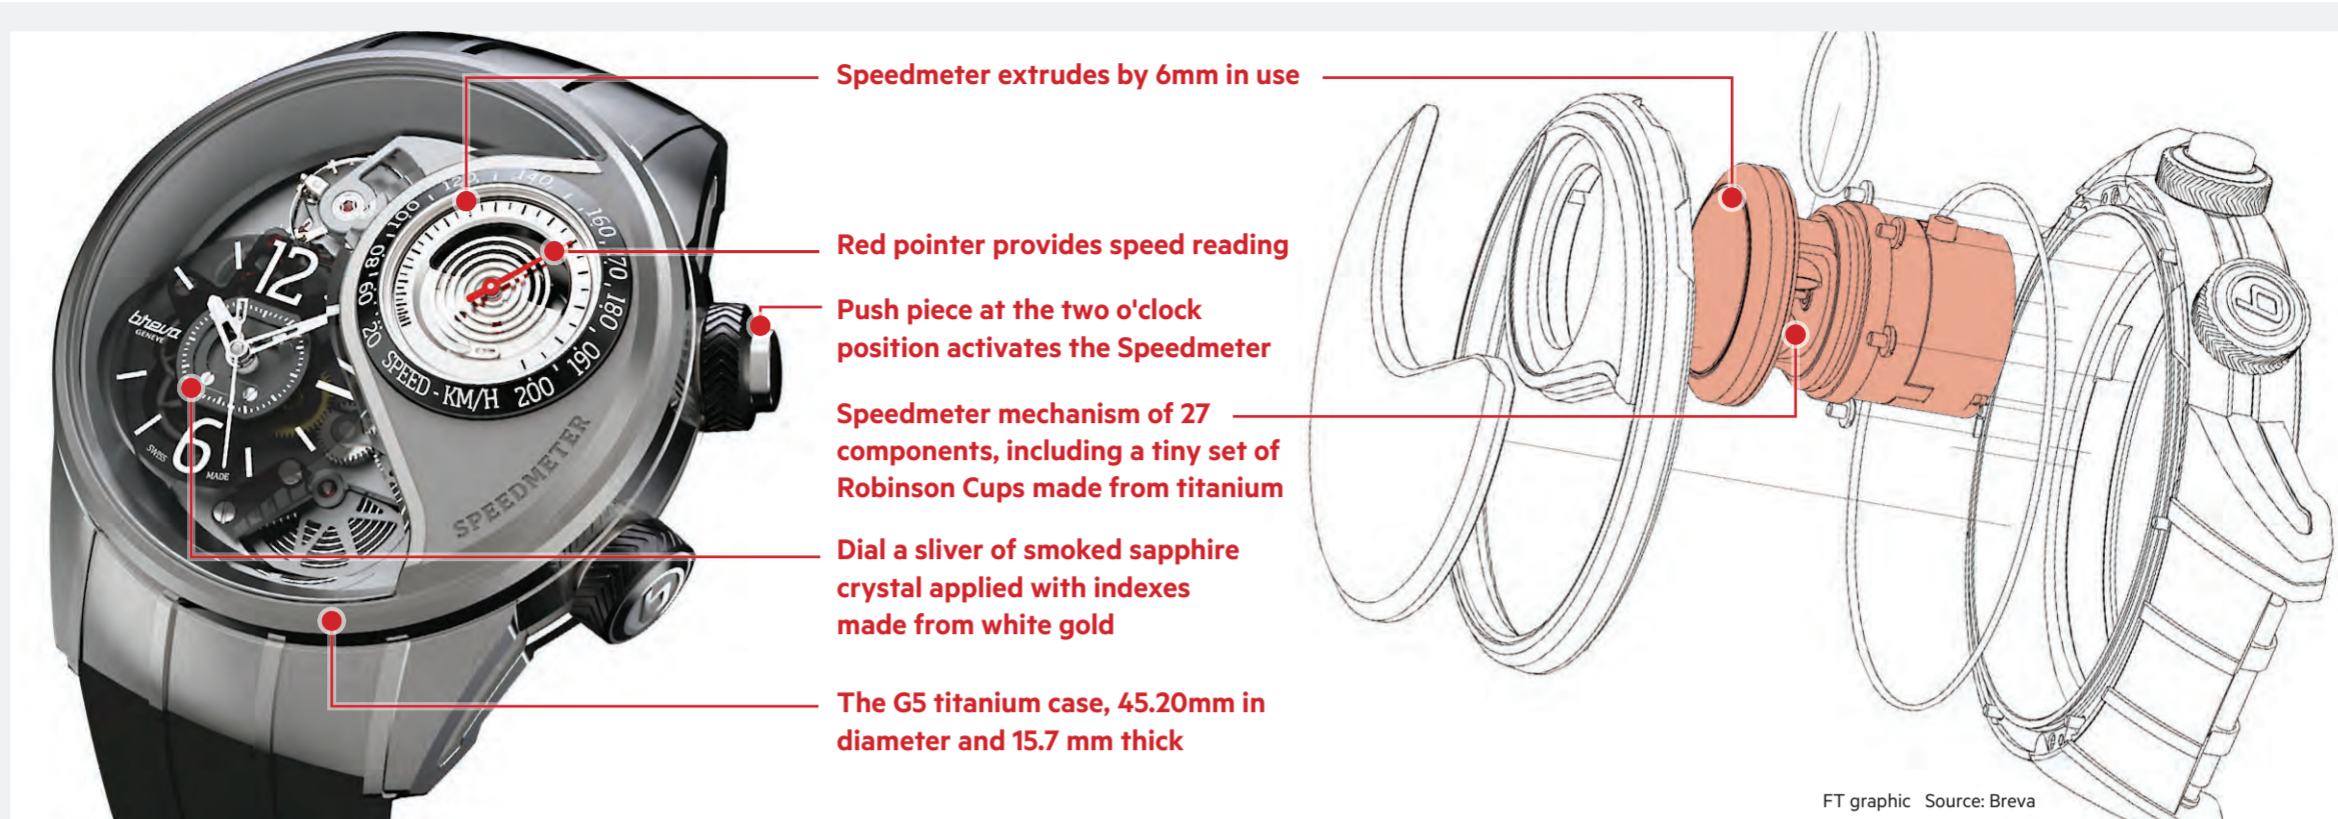 Speedmeter extrudes by 6mm in use
Red pointer provides speed reading
Push piece at the two o'clock
position activates the Speedmeter
Speedmeter mechanism of 27
components, including a tiny set of
Robinson Cups made from titanium
Dial a sliver of smoked sapphire
crystal applied with indexes
made from white gold
The G5 titanium case, 45.20mm in
diameter and 15.7 mm thick
12
breva
GENÈVE
6
SWISS
MADE
20 60 80 100 120 140 160 170 180 190 200
SPEED - KM/H
SPEEDMETER
FT graphic Source: Breva